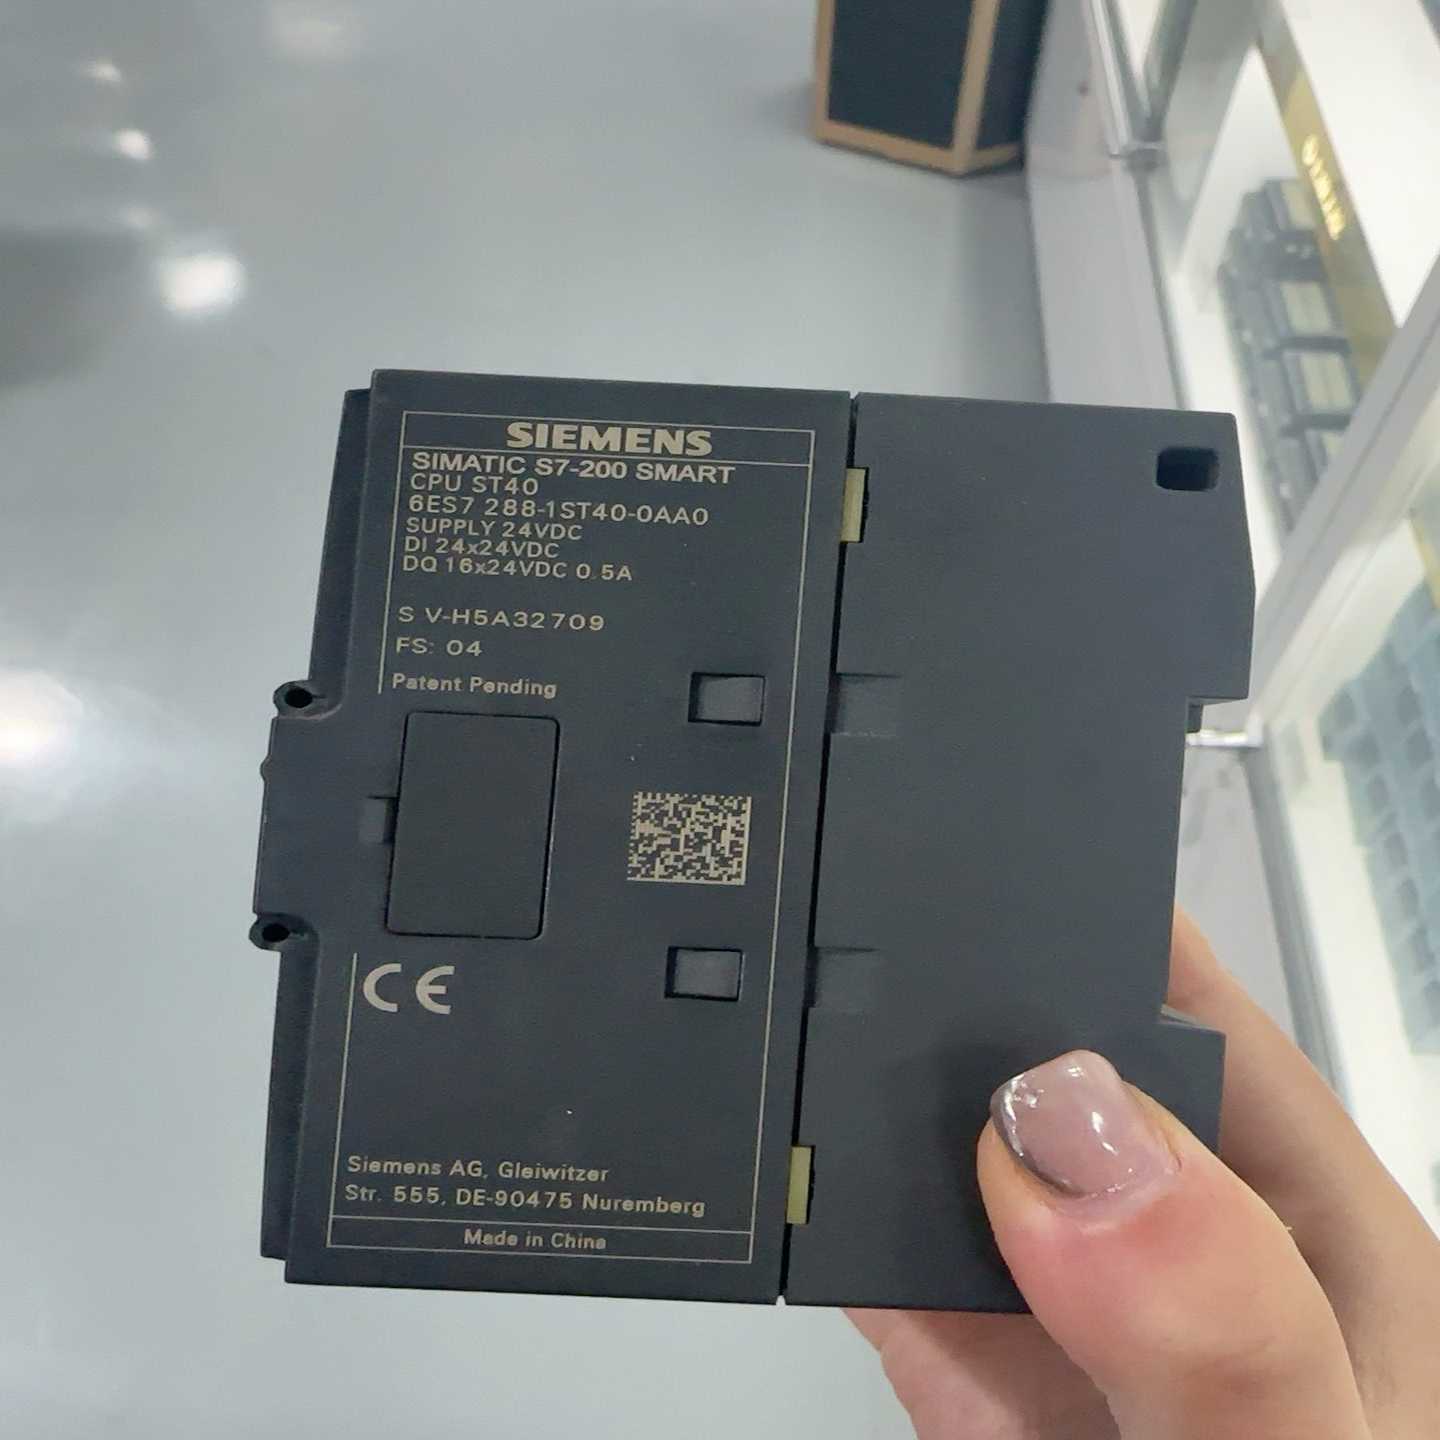 SIEMENS
SIMATIC S7-200 SMART
CPU ST40
6ES7 288-1ST40-0AA0
SUPPLY 24VDC
DI 24x24VDC
DQ 16x24VDC 0.5A
S V-H5A32709
FS: 04
Patent Pending
CE
Siemens AG, Gleiwitzer
Str. 555, DE-90475 Nuremberg
Made in China